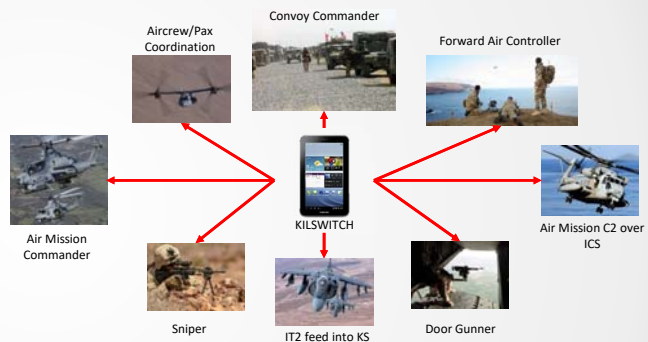 Convoy Commander
Aircrew/Pax
Coordination
Forward Air Controller
KILSWITCH
Air Mission
Commander
Air Mission C2 over
ICS
Sniper
IT2 feed into KS
Door Gunner